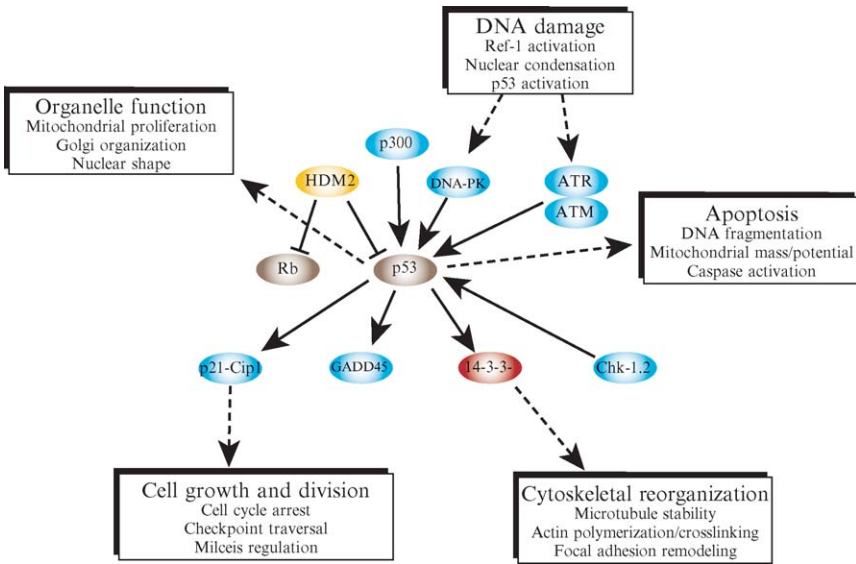 DNA damage
Ref-1 activation
Nuclear condensation
p53 activation
Organelle function
Mitochondrial proliferation
Golgi organization
Nuclear shape
p300
HDM2
DNA-PK
ATR
ATM
Apoptosis
DNA fragmentation
Mitochondrial mass/potential
Caspase activation
Rb
p53
p21-Cip1
GADD45
14-3-3-
Chk-1.2
Cell growth and division
Cell cycle arrest
Checkpoint traversal
Milceis regulation
Cytoskeletal reorganization
Microtubule stability
Actin polymerization/crosslinking
Focal adhesion remodeling